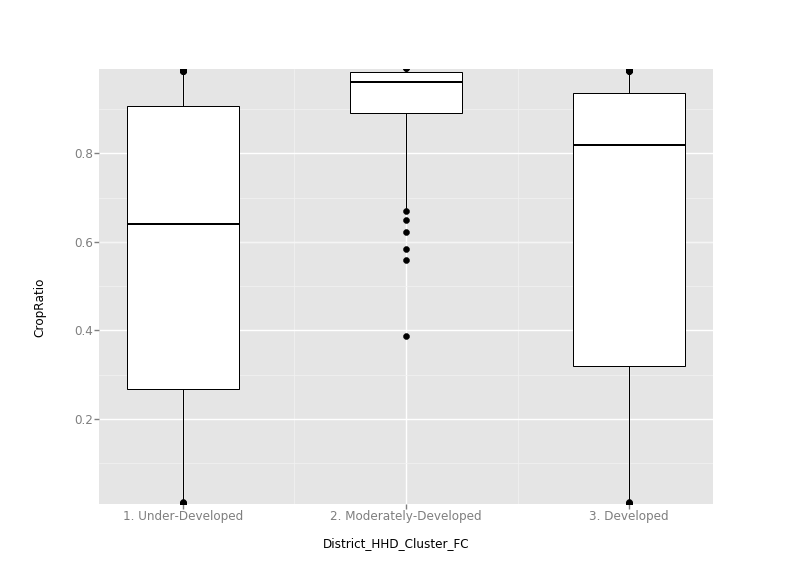 0.8
0.6
0.4
0.2
CropRatio
1. Under-Developed
2. Moderately-Developed
3. Developed
District_HHD_Cluster_FC